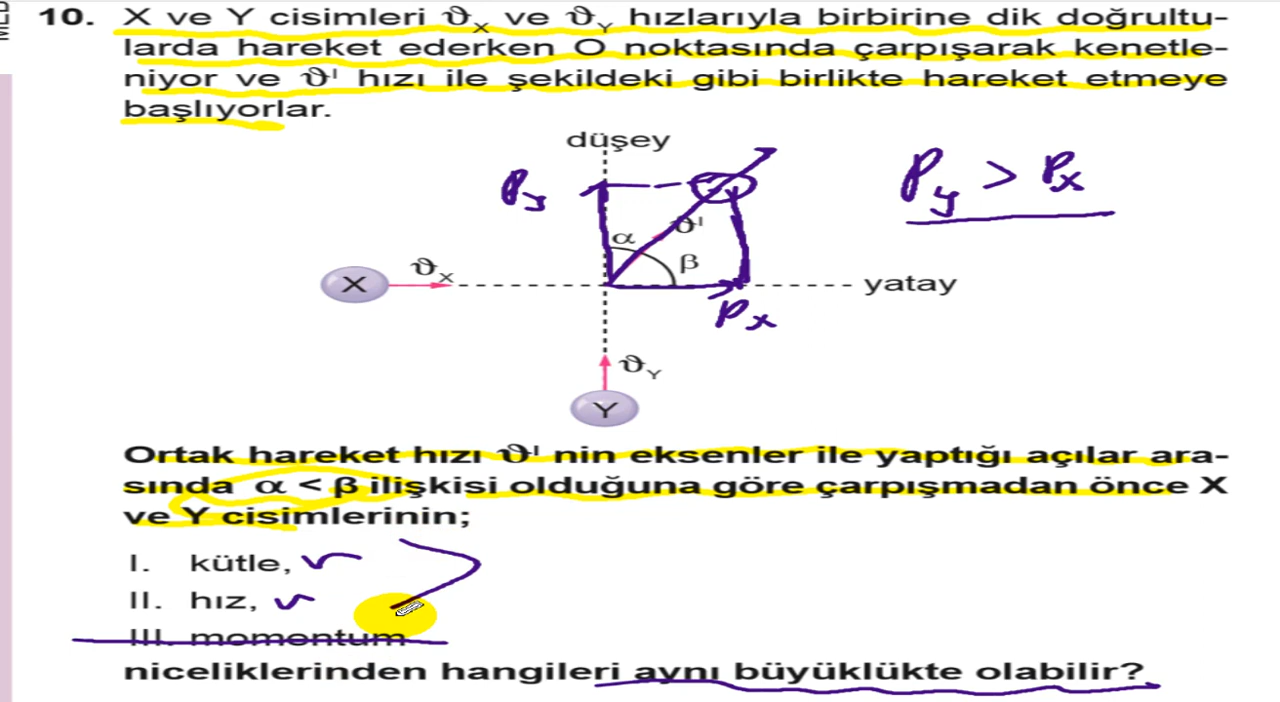 10. X ve Y cisimleri ϑX ve ϑY hızlarıyla birbirine dik doğrultu-
larda hareket ederken O noktasında çarpışarak kenetle-
niyor ve ϑ' hızı ile şekildeki gibi birlikte hareket etmeye
başlıyorlar.
düşey
Py
Py > Px
α
ϑ'
β
X
ϑX
yatay
Px
ϑY
Y
Ortak hareket hızı ϑ' nin eksenler ile yaptığı açılar ara-
sında α < β ilişkisi olduğuna göre çarpışmadan önce X
ve Y cisimlerinin;
I. kütle,
II. hız,
III. momentum
niceliklerinden hangileri aynı büyüklükte olabilir?